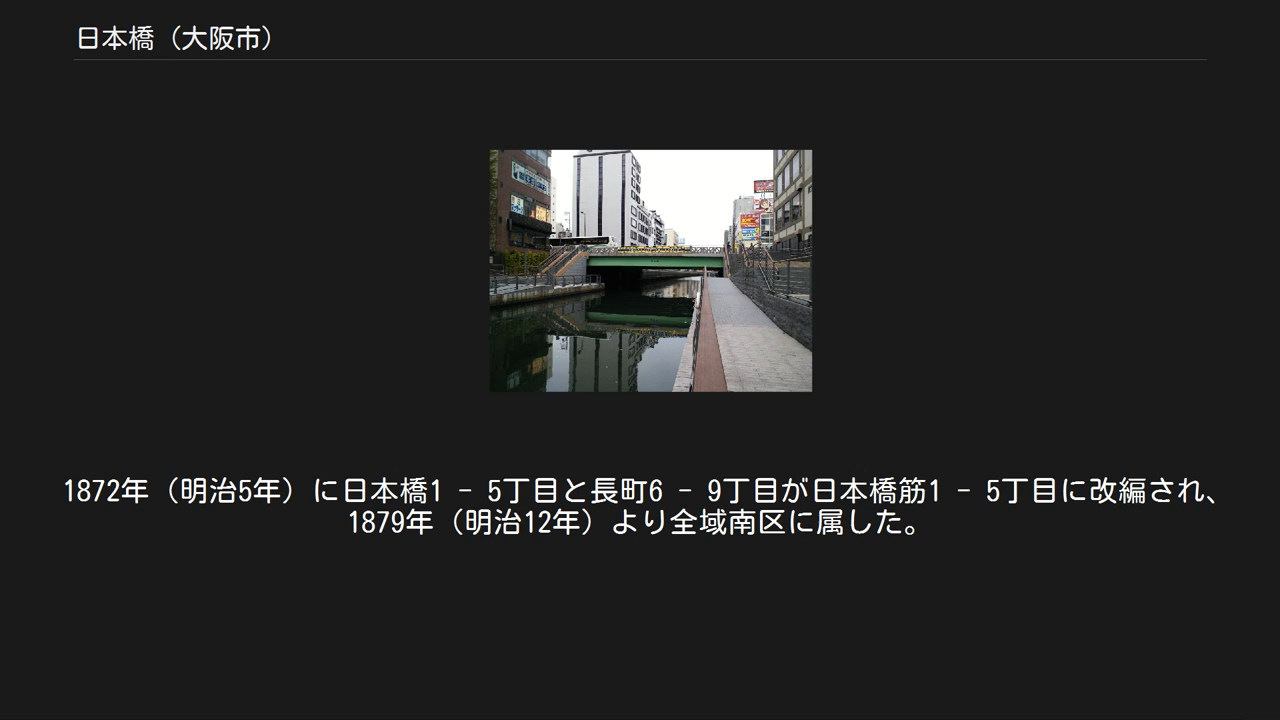 日本橋（大阪市）
1872年（明治5年）に日本橋1 - 5丁目と長町6 - 9丁目が日本橋筋1 - 5丁目に改編され、
1879年（明治12年）より全域南区に属した。